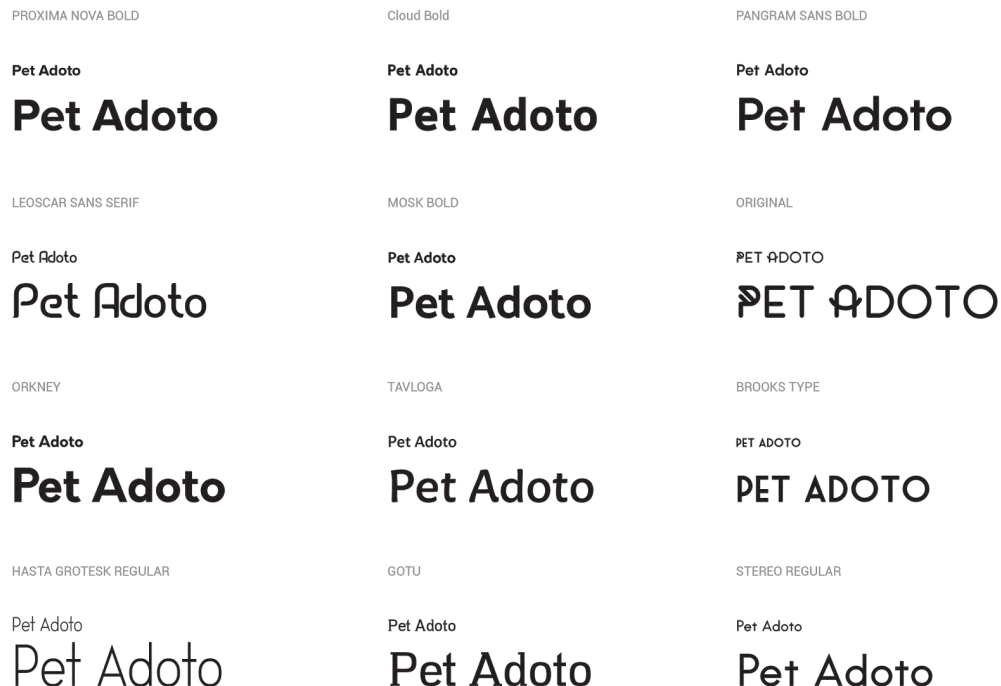 PROXIMA NOVA BOLD
Cloud Bold
PANGRAM SANS BOLD
Pet Adoto
Pet Adoto
Pet Adoto
Pet Adoto
Pet Adoto
Pet Adoto
LEOSCAR SANS SERIF
MOSK BOLD
ORIGINAL
Pet Adoto
Pet Adoto
PET ADOTO
Pet Adoto
Pet Adoto
PET ADOTO
ORKNEY
TAVLOGA
BROOKS TYPE
Pet Adoto
Pet Adoto
PET ADOTO
Pet Adoto
Pet Adoto
PET ADOTO
HASTA GROTESK REGULAR
GOTU
STEREO REGULAR
Pet Adoto
Pet Adoto
Pet Adoto
Pet Adoto
Pet Adoto
Pet Adoto